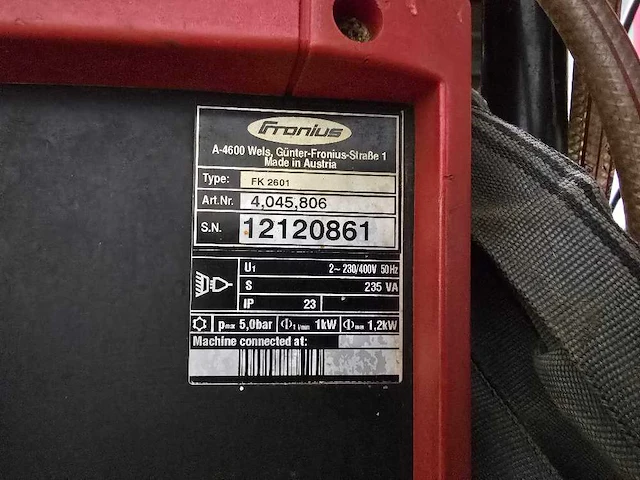 Fronius
A-4600 Wels, Günter-Fronius-Straße 1
Made in Austria
Type: FK 2601
Art.Nr. 4,045,806
S.N. 12120861
U1 2~ 230/400V 50Hz
S 235 VA
IP 23
pmax 5,0bar Φ1 l/min 1kW Φmax 1,2kW
Machine connected at: